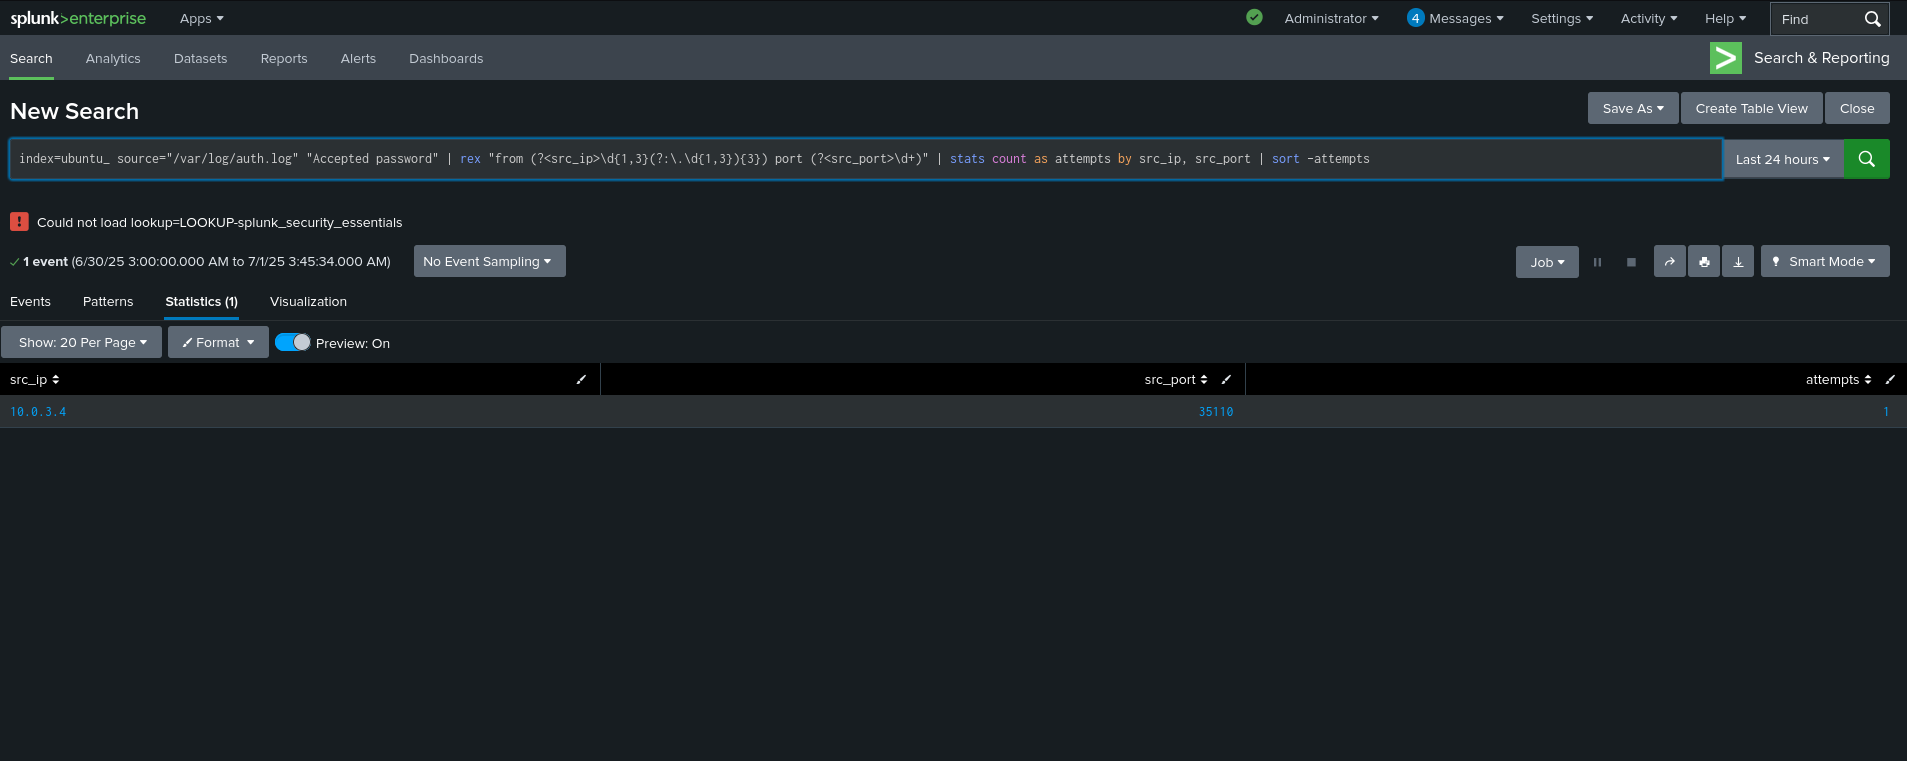 splunk>enterprise Apps Administrator 4 Messages Settings Activity Help Find
Search Analytics Datasets Reports Alerts Dashboards > Search & Reporting
New Search Save As Create Table View Close
index=ubuntu_ source="/var/log/auth.log" "Accepted password" | rex "from (?<src_ip>\d{1,3}(?:\.\d{1,3}){3}) port (?<src_port>\d+)" | stats count as attempts by src_ip, src_port | sort -attempts Last 24 hours
! Could not load lookup=LOOKUP-splunk_security_essentials
1 event (6/30/25 3:00:00.000 AM to 7/1/25 3:45:34.000 AM) No Event Sampling Job Smart Mode
Events Patterns Statistics (1) Visualization
Show: 20 Per Page Format Preview: On
src_ip src_port attempts
10.0.3.4 35110 1